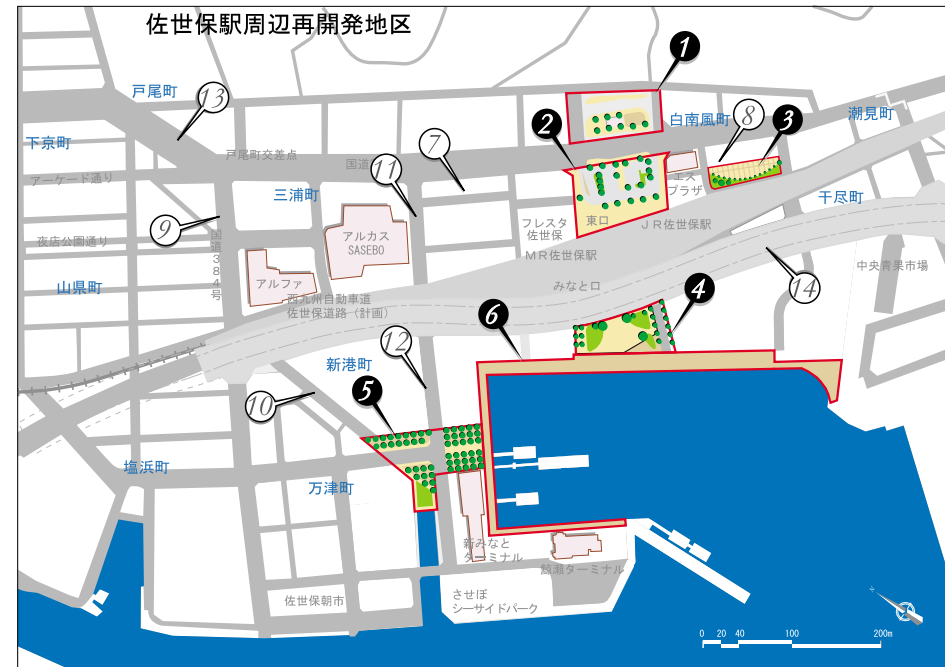 佐世保駅周辺再開発地区
1
戸尾町
13
潮見町
白南風町
8
3
下京町
2
7
戸尾町交差点
国道
11
アーケード通り
エス
プラザ
三浦町
干尽町
9
アルカス
SASEBO
フレスタ
佐世保
東口
JR佐世保駅
夜店公園通り
国道384号
MR佐世保駅
中央青果市場
山県町
アルファ
みなと口
14
西九州自動車道
佐世保道路(計画)
6
4
12
新港町
5
10
塩浜町
万津町
新みなと
ターミナル
鯨瀬ターミナル
佐世保朝市
させぼ
シーサイドパーク
0 20 40 100 200m